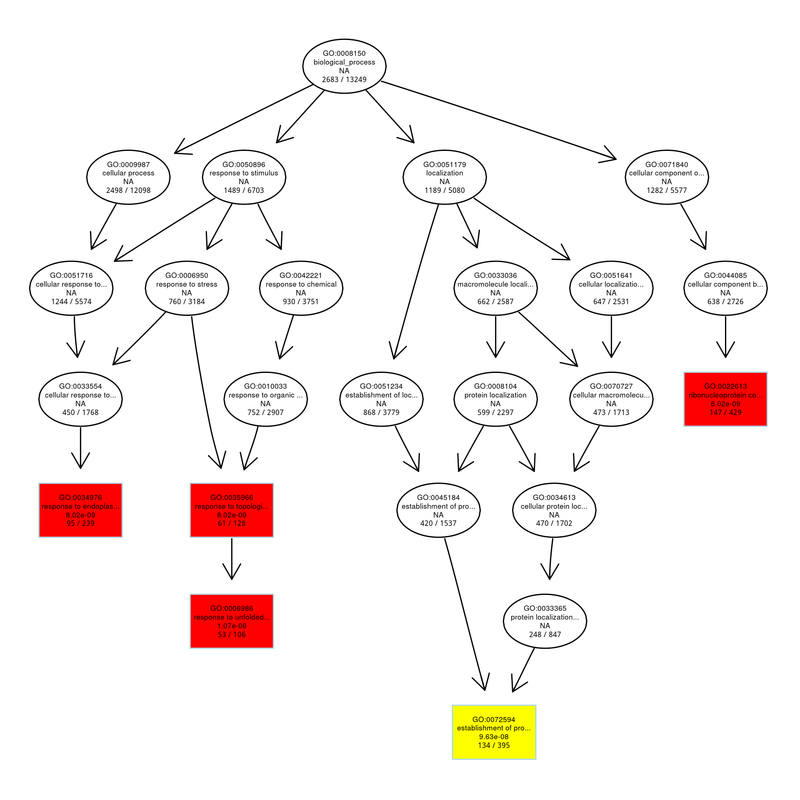 GO:0008150
biological_process
NA
2683 / 13249
GO:0009987
cellular process
NA
2498 / 12098
GO:0050896
response to stimulus
NA
1489 / 6703
GO:0051179
localization
NA
1189 / 5080
GO:0071840
cellular component o...
NA
1282 / 5577
GO:0051716
cellular response to...
NA
1244 / 5574
GO:0006950
response to stress
NA
760 / 3184
GO:0042221
response to chemical
NA
930 / 3751
GO:0033036
macromolecule locali...
NA
662 / 2587
GO:0051641
cellular localizatio...
NA
647 / 2531
GO:0044085
cellular component b...
NA
638 / 2726
GO:0033554
cellular response to...
NA
450 / 1768
GO:0010033
response to organic ...
NA
752 / 2907
GO:0051234
establishment of loc...
NA
868 / 3779
GO:0008104
protein localization
NA
599 / 2297
GO:0070727
cellular macromolecu...
NA
473 / 1713
GO:0022613
ribonucleoprotein co...
6.02e-09
147 / 429
GO:0034976
response to endoplas...
6.02e-09
95 / 239
GO:0035966
response to topologi...
6.02e-09
61 / 128
GO:0045184
establishment of pro...
NA
420 / 1537
GO:0034613
cellular protein loc...
NA
470 / 1702
GO:0006986
response to unfolded...
1.07e-09
53 / 106
GO:0033365
protein localization...
NA
248 / 847
GO:0072594
establishment of pro...
9.63e-08
134 / 395